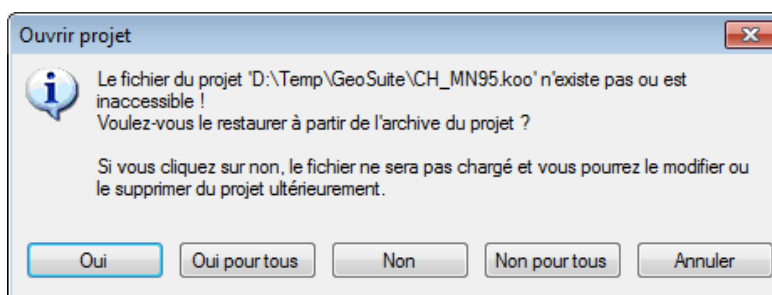 Ouvrir projet
Le fichier du projet 'D:\Temp\GeoSuite\CH_MN95.koo' n'existe pas ou est
inaccessible !
Voulez-vous le restaurer à partir de l'archive du projet ?
Si vous cliquez sur non, le fichier ne sera pas chargé et vous pourrez le modifier ou
le supprimer du projet ultérieurement.
Oui Oui pour tous Non Non pour tous Annuler